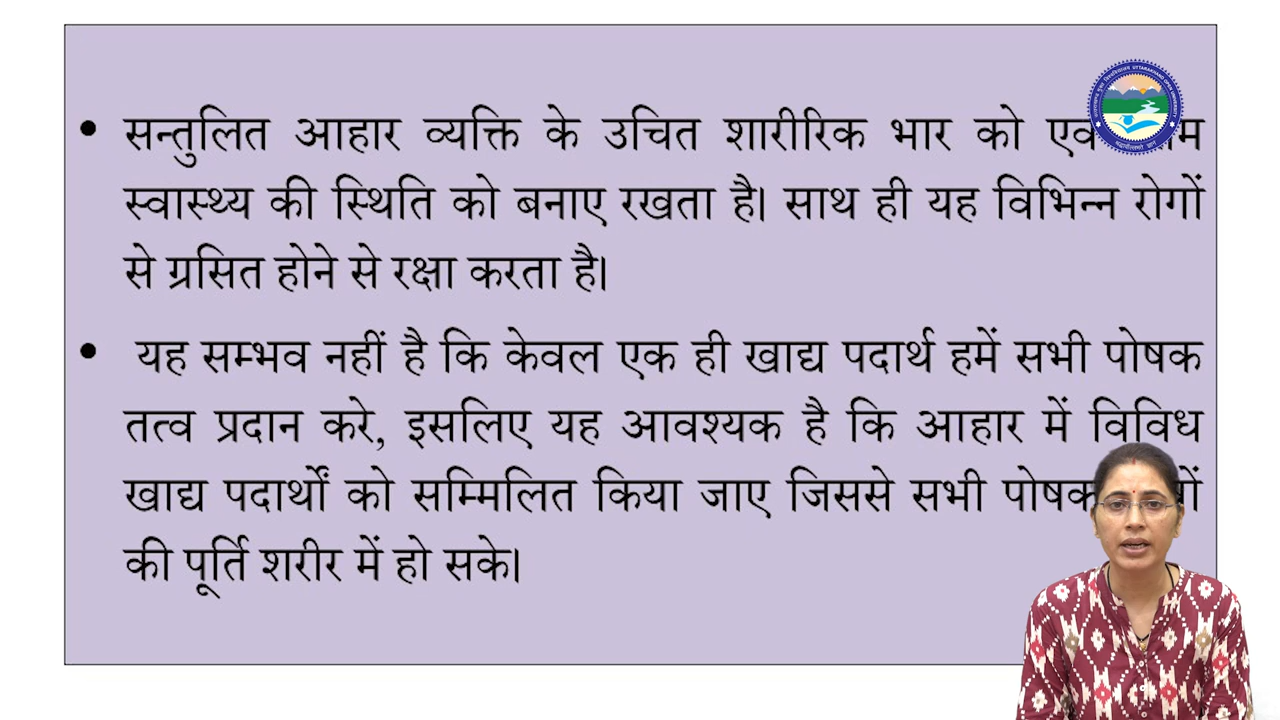 • सन्तुलित आहार व्यक्ति के उचित शारीरिक भार को
स्वास्थ्य की स्थिति को बनाए रखता है। साथ ही यह विभिन्न रोगों
से ग्रसित होने से रक्षा करता है।
• यह सम्भव नहीं है कि केवल एक ही खाद्य पदार्थ हमें सभी पोषक
तत्व प्रदान करे, इसलिए यह आवश्यक है कि आहार में विविध
खाद्य पदार्थों को सम्मिलित किया जाए जिससे सभी पोषक
की पूर्ति शरीर में हो सके।